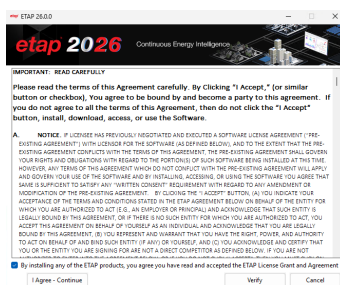 ETAP 26.0.0
etap 2026
Continuous Energy Intelligence
IMPORTANT: READ CAREFULLY
Please read the terms of this Agreement carefully. By Clicking "I Accept," (or similar
button or checkbox), You agree to be bound by and become a party to this agreement. If
you do not agree to all the terms of this Agreement, then do not click the "I Accept"
button, install, download, access, or use the Software.
A. NOTICE. IF LICENSEE HAS PREVIOUSLY NEGOTIATED AND EXECUTED A SOFTWARE LICENSE AGREEMENT ("PRE-
EXISTING AGREEMENT") WITH LICENSOR FOR THE SOFTWARE (AS DEFINED BELOW), AND TO THE EXTENT THAT THE PRE-
EXISTING AGREEMENT CONFLICTS WITH THE TERMS OF THIS AGREEMENT, THE PRE-EXISTING AGREEMENT SHALL GOVERN
YOUR RIGHTS AND OBLIGATIONS WITH REGARD TO THE PORTION(S) OF SUCH SOFTWARE BEING INSTALLED AT THIS TIME.
HOWEVER, ANY TERMS OF THIS AGREEMENT WHICH DO NOT CONFLICT WITH THE PRE-EXISTING AGREEMENT WILL APPLY
AND GOVERN YOUR USE OF THE SOFTWARE AND BY INSTALLING, ACCESSING, OR USING THE SOFTWARE YOU AGREE THAT
SAME IS SUFFICIENT TO SATISFY ANY "WRITTEN CONSENT" REQUIREMENT WITH REGARD TO ANY AMENDMENT OR
MODIFICATION OF THE PRE-EXISTING AGREEMENT. BY CLICKING THE "I ACCEPT" BUTTON, (A) YOU INDICATE YOUR
ACCEPTANCE OF THE TERMS AND CONDITIONS STATED IN THE ETAP AGREEMENT BELOW ON BEHALF OF THE ENTITY FOR
WHICH YOU ARE AUTHORIZED TO ACT (E.G., AN EMPLOYER OR PRINCIPAL) AND ACKNOWLEDGE THAT SUCH ENTITY IS
LEGALLY BOUND BY THIS AGREEMENT, OR IF THERE IS NO SUCH ENTITY FOR WHICH YOU ARE AUTHORIZED TO ACT, YOU
ACCEPT THIS AGREEMENT ON BEHALF OF YOURSELF AS AN INDIVIDUAL AND ACKNOWLEDGE THAT YOU ARE LEGALLY
BOUND BY THIS AGREEMENT, (B) YOU REPRESENT AND WARRANT THAT YOU HAVE THE RIGHT, POWER, AND AUTHORITY
TO ACT ON BEHALF OF AND BIND SUCH ENTITY (IF ANY) OR YOURSELF, AND (C) YOU ACKNOWLEDGE AND CERTIFY THAT
YOU OR THE ENTITY YOU ARE SIGNING FOR ARE NOT A DIRECT COMPETITOR AS DEFINED BELOW. IF YOU ARE NOT
By installing any of the ETAP products, you agree you have read and accepted the ETAP License Grant and Agreement
I Agree - Continue
Verify
Cancel